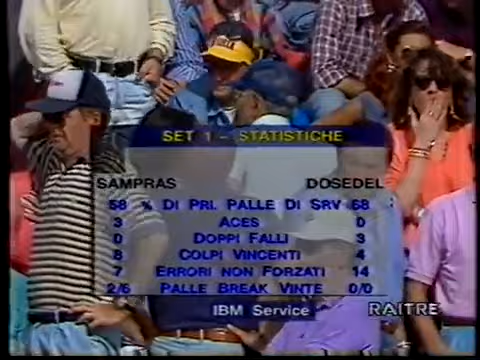 SET 1 - STATISTICHE
SAMPRAS DOSEDEL
58 % DI PRI. PALLE DI SRV 68
3 ACES 0
0 DOPPI FALLI 3
8 COLPI VINCENTI 4
7 ERRORI NON FORZATI 14
2/6 PALLE BREAK VINTE 0/0
IBM Service
RAITRE